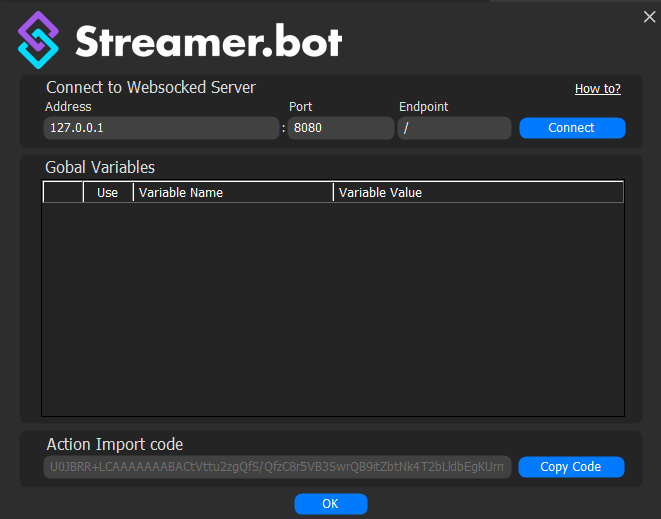 Streamer.bot
Connect to Websocked Server
How to?
Address
Port
Endpoint
127.0.0.1
:
8080
/
Connect
Gobal Variables
Use
Variable Name
Variable Value
Action Import code
U0JBRR+LCAAAAAAABACtVttu2zgQfS/QfzC8r5VB3SwrQB9itZbtNk4T2bLldbEgKUrrr
Copy Code
OK